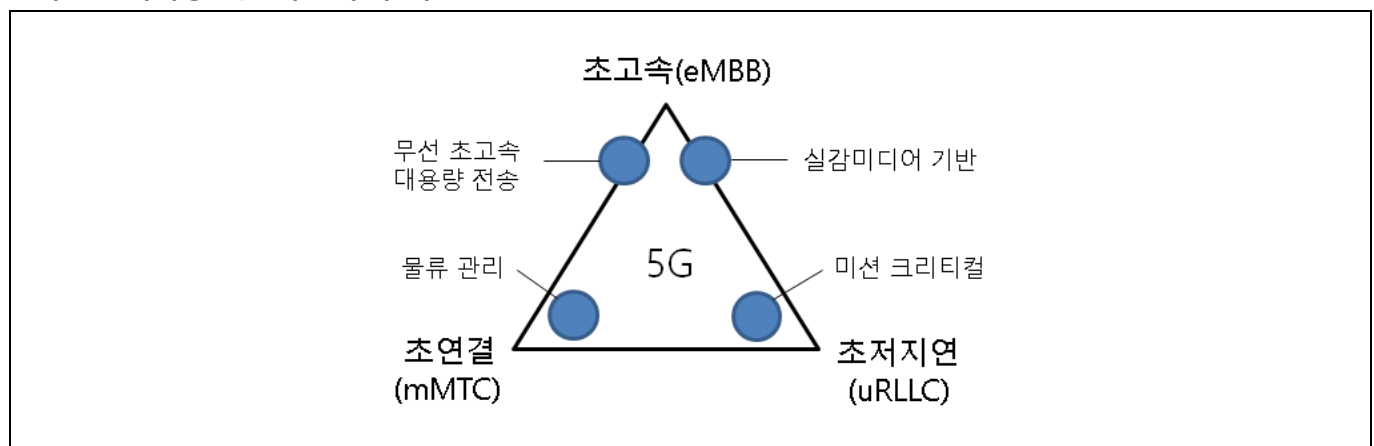 초고속(eMBB)
무선 초고속
대용량 전송
실감미디어 기반
물류 관리
5G
미션 크리티컬
초연결
(mMTC)
초저지연
(uRLLC)